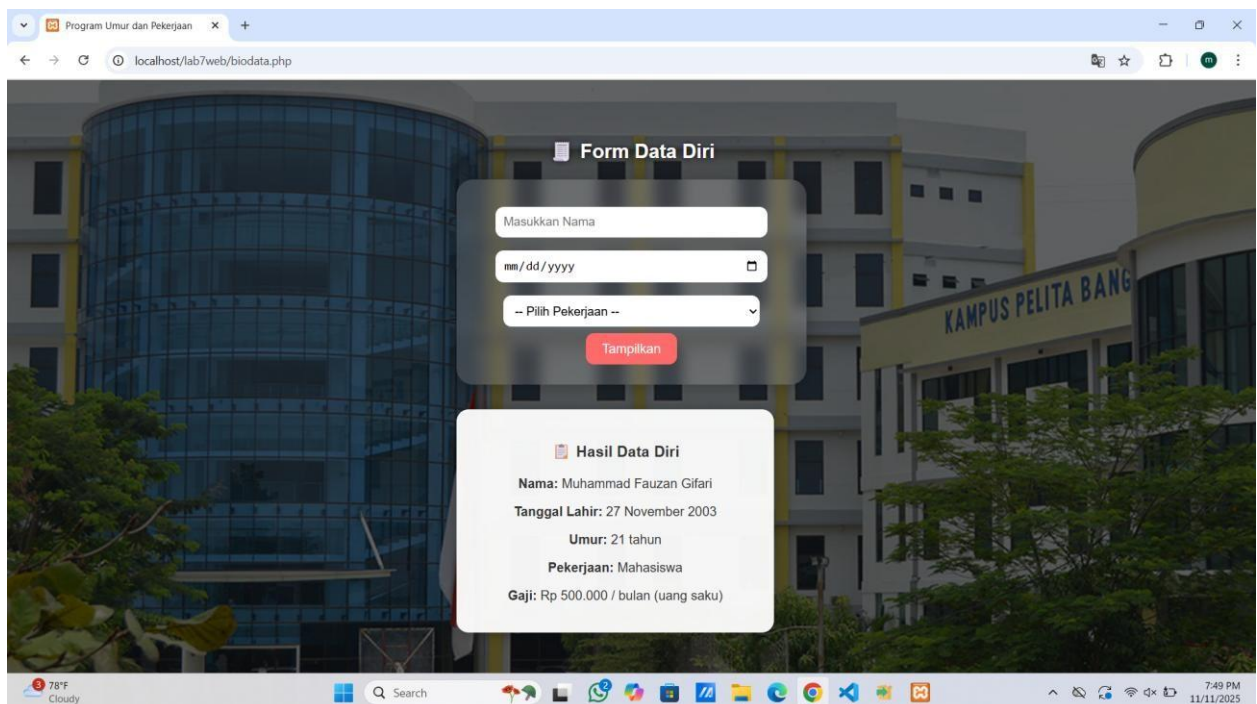 Program Umur dan Pekerjaan
localhost/lab7web/biodata.php
m
Form Data Diri
Masukkan Nama
mm/dd/yyyy
-- Pilih Pekerjaan --
Tampilkan
KAMPUS PELITA BANG
Hasil Data Diri
Nama: Muhammad Fauzan Gifari
Tanggal Lahir: 27 November 2003
Umur: 21 tahun
Pekerjaan: Mahasiswa
Gaji: Rp 500.000 / bulan (uang saku)
3
78°F
Cloudy
Search
7:49 PM
11/11/2025